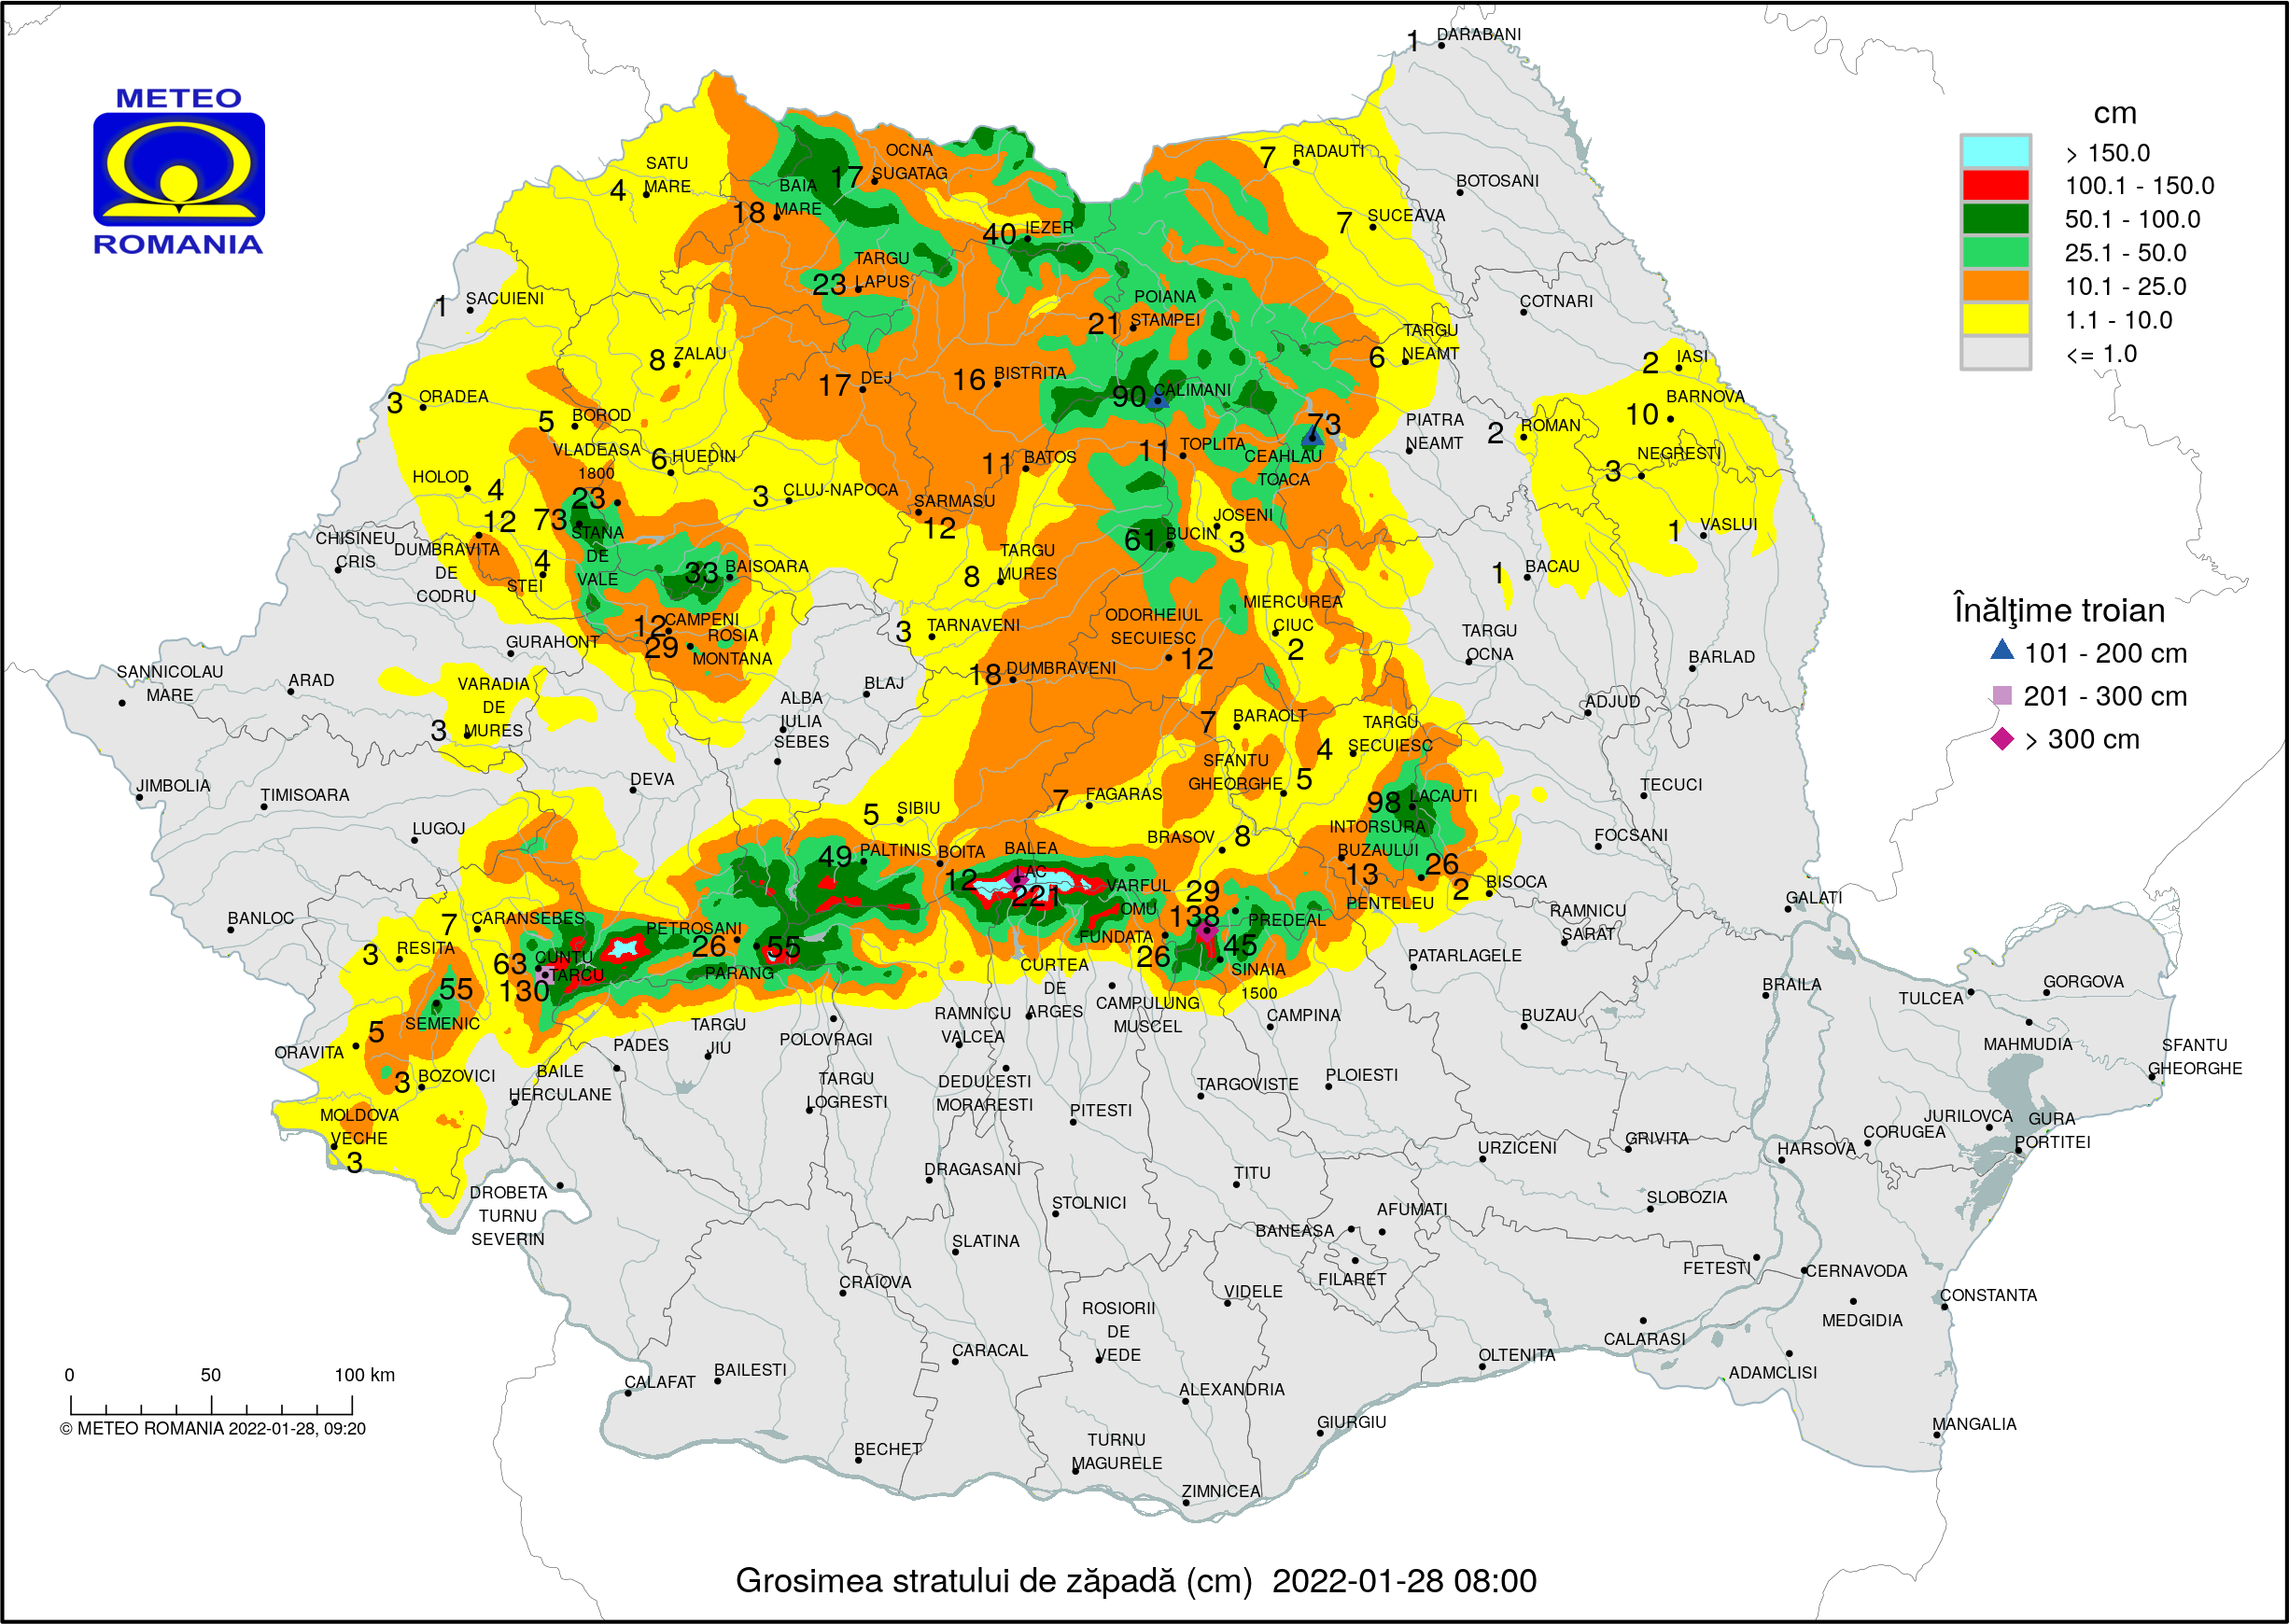 METEO
ROMANIA
cm
> 150.0
100.1 - 150.0
50.1 - 100.0
25.1 - 50.0
10.1 - 25.0
1.1 - 10.0
<= 1.0
Înălţime troian
101 - 200 cm
201 - 300 cm
> 300 cm
1 DARABANI
7 RADAUTI
BOTOSANI
7 SUCEAVA
SATU
4 MARE
OCNA
17 SUGATAG
BAIA
18 MARE
40 IEZER
TARGU
23 LAPUS
1 SACUIENI
COTNARI
POIANA
21 STAMPEI
TARGU
6 NEAMT
2 IASI
8 ZALAU
17 DEJ
16 BISTRITA
90 CALIMANI
3 ORADEA
10 BARNOVA
5 BOROD
73
CEAHLAU
TOACA
PIATRA
NEAMT
2 ROMAN
VLADEASA
1800
23
6 HUEDIN
11 BATOS
11 TOPLITA
3 NEGRESTI
HOLOD
4
3 CLUJ-NAPOCA
SARMASU
12
12
DUMBRAVITA
DE
CODRU
73
STANA
DE
VALE
JOSENI
3
61 BUCIN
1 VASLUI
CHISINEU
CRIS
4
STEI
33 BAISOARA
TARGU
8 MURES
1 BACAU
12 CAMPENI
29
ROSIA
MONTANA
ODORHEIUL
SECUIESC
12
MIERCUREA
CIUC
2
GURAHONT
3 TARNAVENI
TARGU
OCNA
SANNICOLAU
MARE
ARAD
VARADIA
DE
3 MURES
18 DUMBRAVENI
BLAJ
BARLAD
ALBA
IULIA
SEBES
7 BARAOLT
TARGU
4 SECUIESC
ADJUD
SFANTU
GHEORGHE
5
JIMBOLIA
TIMISOARA
DEVA
5 SIBIU
7 FAGARAS
98 LACAUTI
TECUCI
LUGOJ
BRASOV
8
INTORSURA
BUZAULUI
13
FOCSANI
49 PALTINIS
BOITA
12
BALEA
LAC
221
26
PENTELEU
2 BISOCA
VARFUL
OMU
138
29
PREDEAL
GALATI
BANLOC
7 CARANSEBES
PETROSANI
26
55
PARANG
FUNDATA
26
45
SINAIA
1500
RAMNICU
SARAT
3 RESITA
63 CUNTU
TARCU
130
CURTEA
DE
ARGES
PATARLAGELE
55
SEMENIC
CAMPULUNG
MUSCEL
BRAILA
TULCEA
GORGOVA
5
ORAVITA
TARGU
JIU
POLOVRAGI
RAMNICU
VALCEA
CAMPINA
BUZAU
MAHMUDIA
SFANTU
GHEORGHE
3 BOZOVICI
PADES
BAILE
HERCULANE
TARGU
LOGRESTI
DEDULESTI
MORARESTI
PITESTI
TARGOVISTE
PLOIESTI
MOLDOVA
VECHE
3
JURILOVCA
CORUGEA
GURA
PORTITEI
DRAGASANI
TITU
URZICENI
GRIVITA
HARSOVA
DROBETA
TURNU
SEVERIN
STOLNICI
AFUMATI
BANEASA
SLOBOZIA
SLATINA
FILARET
FETESTI
CERNAVODA
CRAIOVA
VIDELE
MEDGIDIA
CONSTANTA
ROSIORII
DE
VEDE
CARACAL
CALARASI
OLTENITA
ADAMCLISI
CALAFAT
BAILESTI
ALEXANDRIA
GIURGIU
MANGALIA
BECHET
TURNU
MAGURELE
ZIMNICEA
0 50 100 km
© METEO ROMANIA 2022-01-28, 09:20
Grosimea stratului de zăpadă (cm) 2022-01-28 08:00